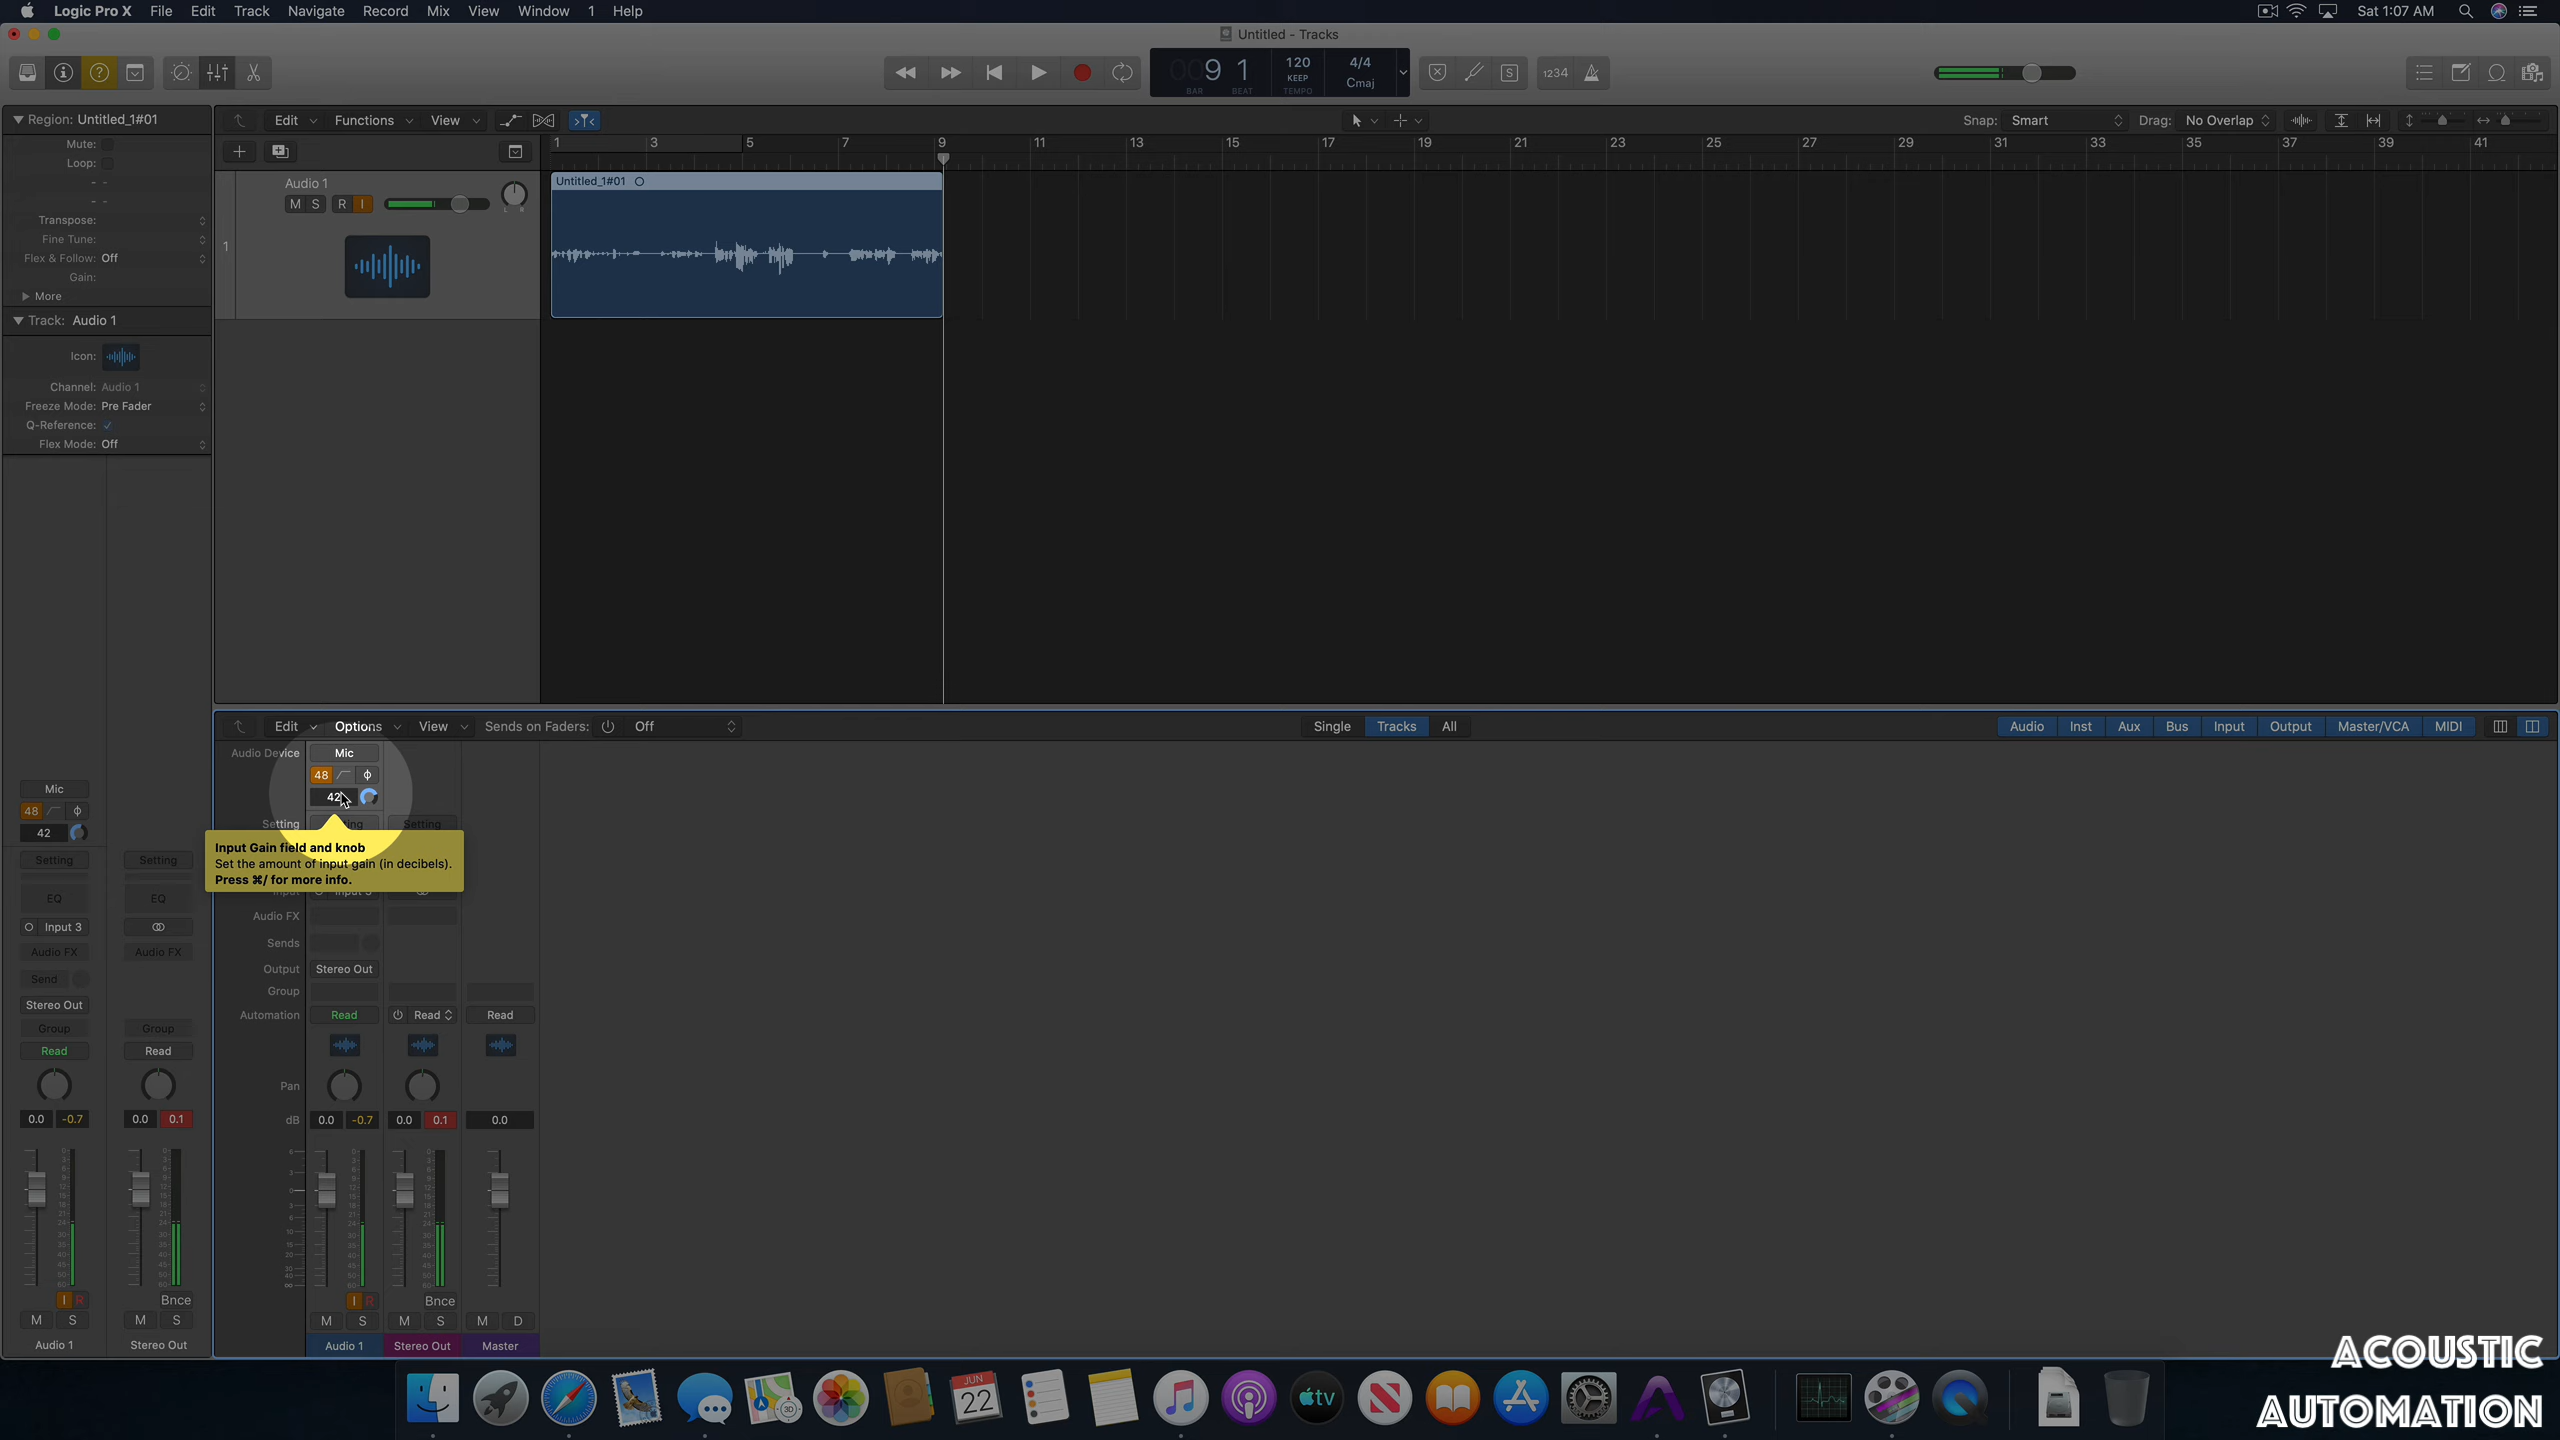 Logic Pro X File Edit Track Navigate Record Mix View Window 1 Help Sat 1:07 AM
Untitled - Tracks
9 1 120 4/4
KEEP Cmaj 1234
BAR BEAT TEMPO
Region: Untitled_1#01
Edit Functions View Snap: Smart Drag: No Overlap
Mute:
Loop:
- -
- -
Transpose:
Fine Tune:
Flex & Follow: Off
Gain:
More
1 3 5 7 9 11 13 15 17 19 21 23 25 27 29 31 33 35 37 39 41
Audio 1
M S R I
L R
1
Untitled_1#01
Track: Audio 1
Icon:
Channel: Audio 1
Freeze Mode: Pre Fader
Q-Reference:
Flex Mode: Off
Edit Options View Sends on Faders: Off Single Tracks All Audio Inst Aux Bus Input Output Master/VCA MIDI
Audio Device Mic
48
42
Setting Setting
Input Gain field and knob
Set the amount of input gain (in decibels).
Press ⌘/ for more info.
Audio FX
Sends
Output Stereo Out
Group
Automation Read Read Read
Pan
dB 0.0 -0.7 0.0 0.1 0.0
I R Bnce
M S M S M D
Audio 1 Stereo Out Master
Mic
48
42
Setting Setting
EQ EQ
Input 3
Audio FX Audio FX
Send
Stereo Out
Group Group
Read Read
0.0 -0.7 0.0 0.1
I R Bnce
M S M S
Audio 1 Stereo Out
JUN
22
3D
tv
ACOUSTIC
AUTOMATION